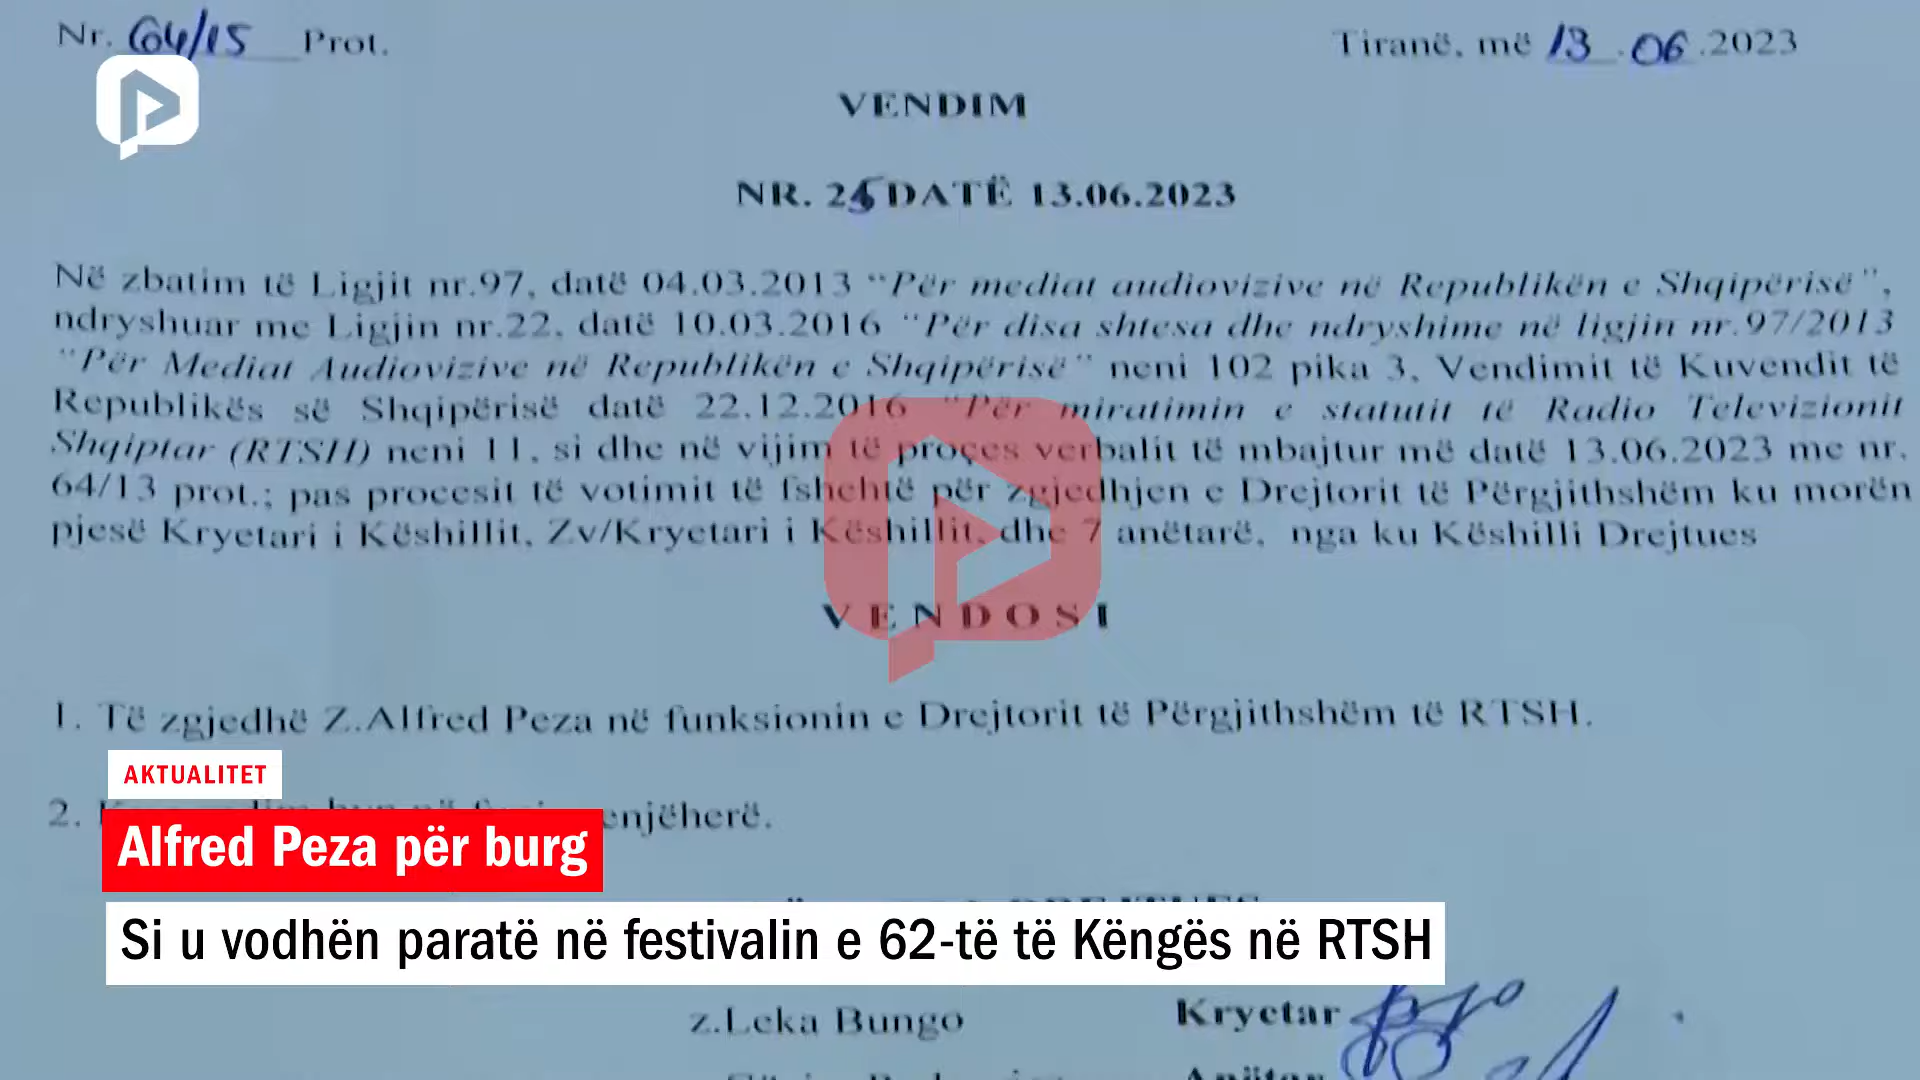 Nr. 64/15 Prot.
Tiranë, më 13.06.2023
VENDIM
NR. 25 DATË 13.06.2023
Në zbatim të Ligjit nr.97, datë 04.03.2013 “Për mediat audiovizive në Republikën e Shqipërisë”,
ndryshuar me Ligjin nr.22, datë 10.03.2016 “Për disa shtesa dhe ndryshime në ligjin nr.97/2013
“Për Mediat Audiovizive në Republikën e Shqipërisë” neni 102 pika 3, Vendimit të Kuvendit të
Republikës së Shqipërisë datë 22.12.2016 “Për miratimin e statutit të Radio Televizionit
Shqiptar (RTSH) neni 11, si dhe në vijim të proçes verbalit të mbajtur më datë 13.06.2023 me nr.
64/13 prot.; pas procesit të votimit të fshehtë për zgjedhjen e Drejtorit të Përgjithshëm ku morën
pjesë Kryetari i Këshillit, Zv/Kryetari i Këshillit, dhe 7 anëtarë, nga ku Këshilli Drejtues
VENDOSI
1. Të zgjedhë Z.Alfred Peza në funksionin e Drejtorit të Përgjithshëm të RTSH.
AKTUALITET
2. enjëherë.
Alfred Peza për burg
Si u vodhën paratë në festivalin e 62-të të Këngës në RTSH
z.Leka Bungo Kryetar